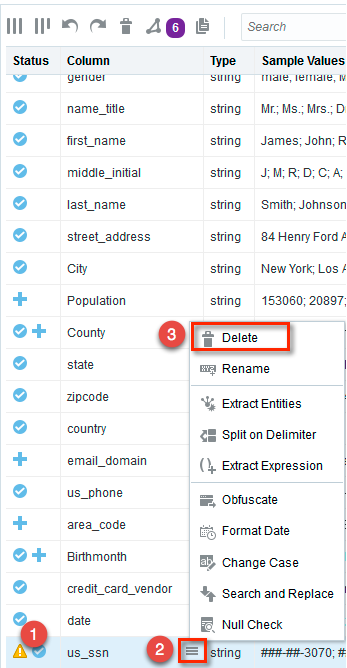 6 Search
Status Column Type Sample Values
gender string male; female; M
name_title string Mr.; Ms.; Mrs.; D
first_name string James; John; R
middle_initial string J; M; R; D; C; A;
last_name string Smith; Johnson
street_address string 84 Henry Ford A
City string New York; Los A
Population string 153060; 20897;
County
3 Delete
state
Rename
zipcode
country
Extract Entities
Split on Delimiter
email_domain
Extract Expression
us_phone
Obfuscate
area_code
Format Date
Birthmonth
Change Case
credit_card_vendor
Search and Replace
date
Null Check
1 us_ssn 2 string ###-##-3070; #